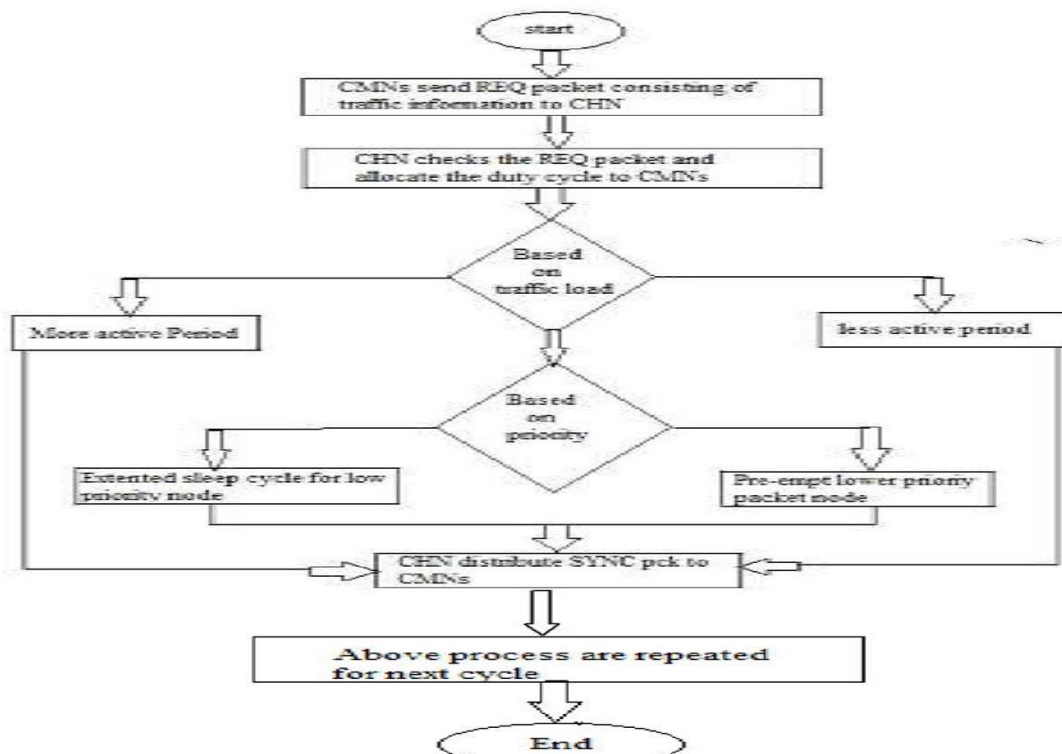 start
CMNs send REQ packet consisting of
traffic information to CHN
CHN checks the REQ packet and
allocate the duty cycle to CMNs
Based
on
traffic load
More active Period
less active period
Based
on
priority
Extented sleep cycle for low
priority node
Pre-empt lower priority
packet node
CHN distribute SYNC pck to
CMNs
Above process are repeated
for next cycle
End